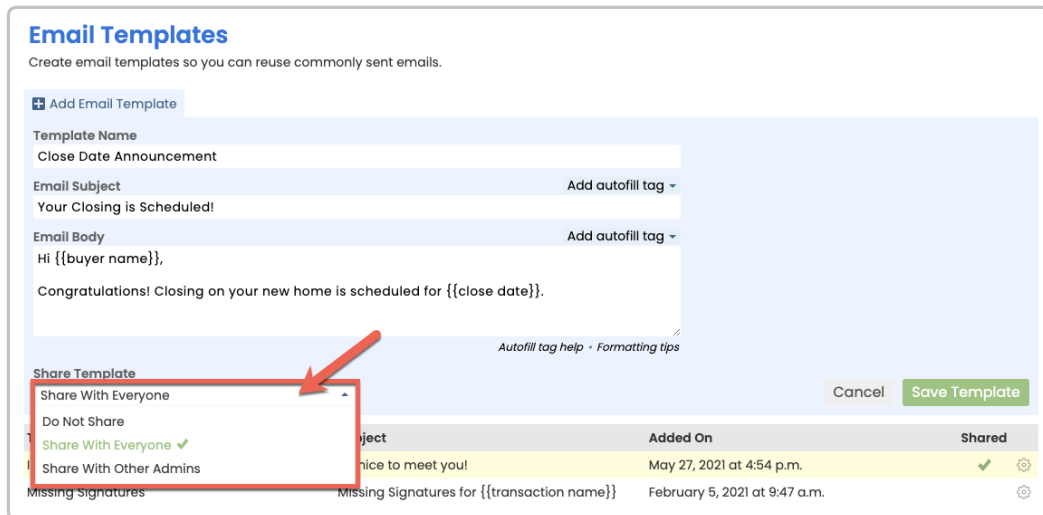 Email Templates
Create email templates so you can reuse commonly sent emails.
Add Email Template
Template Name
Close Date Announcement
Email Subject
Add autofill tag
Your Closing is Scheduled!
Email Body
Add autofill tag
Hi {{buyer name}},
Congratulations! Closing on your new home is scheduled for {{close date}}.
Autofill tag help • Formatting tips
Share Template
Share With Everyone
Cancel
Save Template
Do Not Share
Share With Everyone
Share With Other Admins
Added On
Shared
nice to meet you!
May 27, 2021 at 4:54 p.m.
Missing Signatures
Missing Signatures for {{transaction name}}
February 5, 2021 at 9:47 a.m.